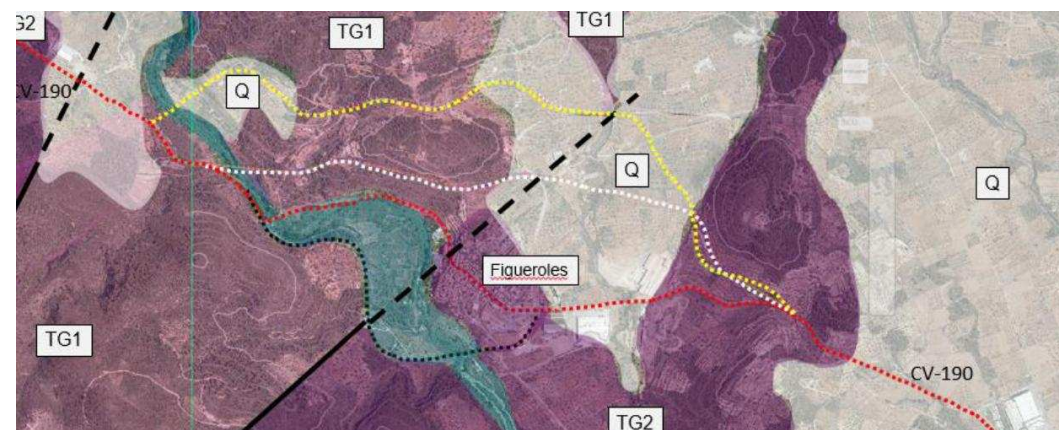 G2
TG1
TG1
CV-190
Q
Q
Q
Figueroles
TG1
CV-190
TG2